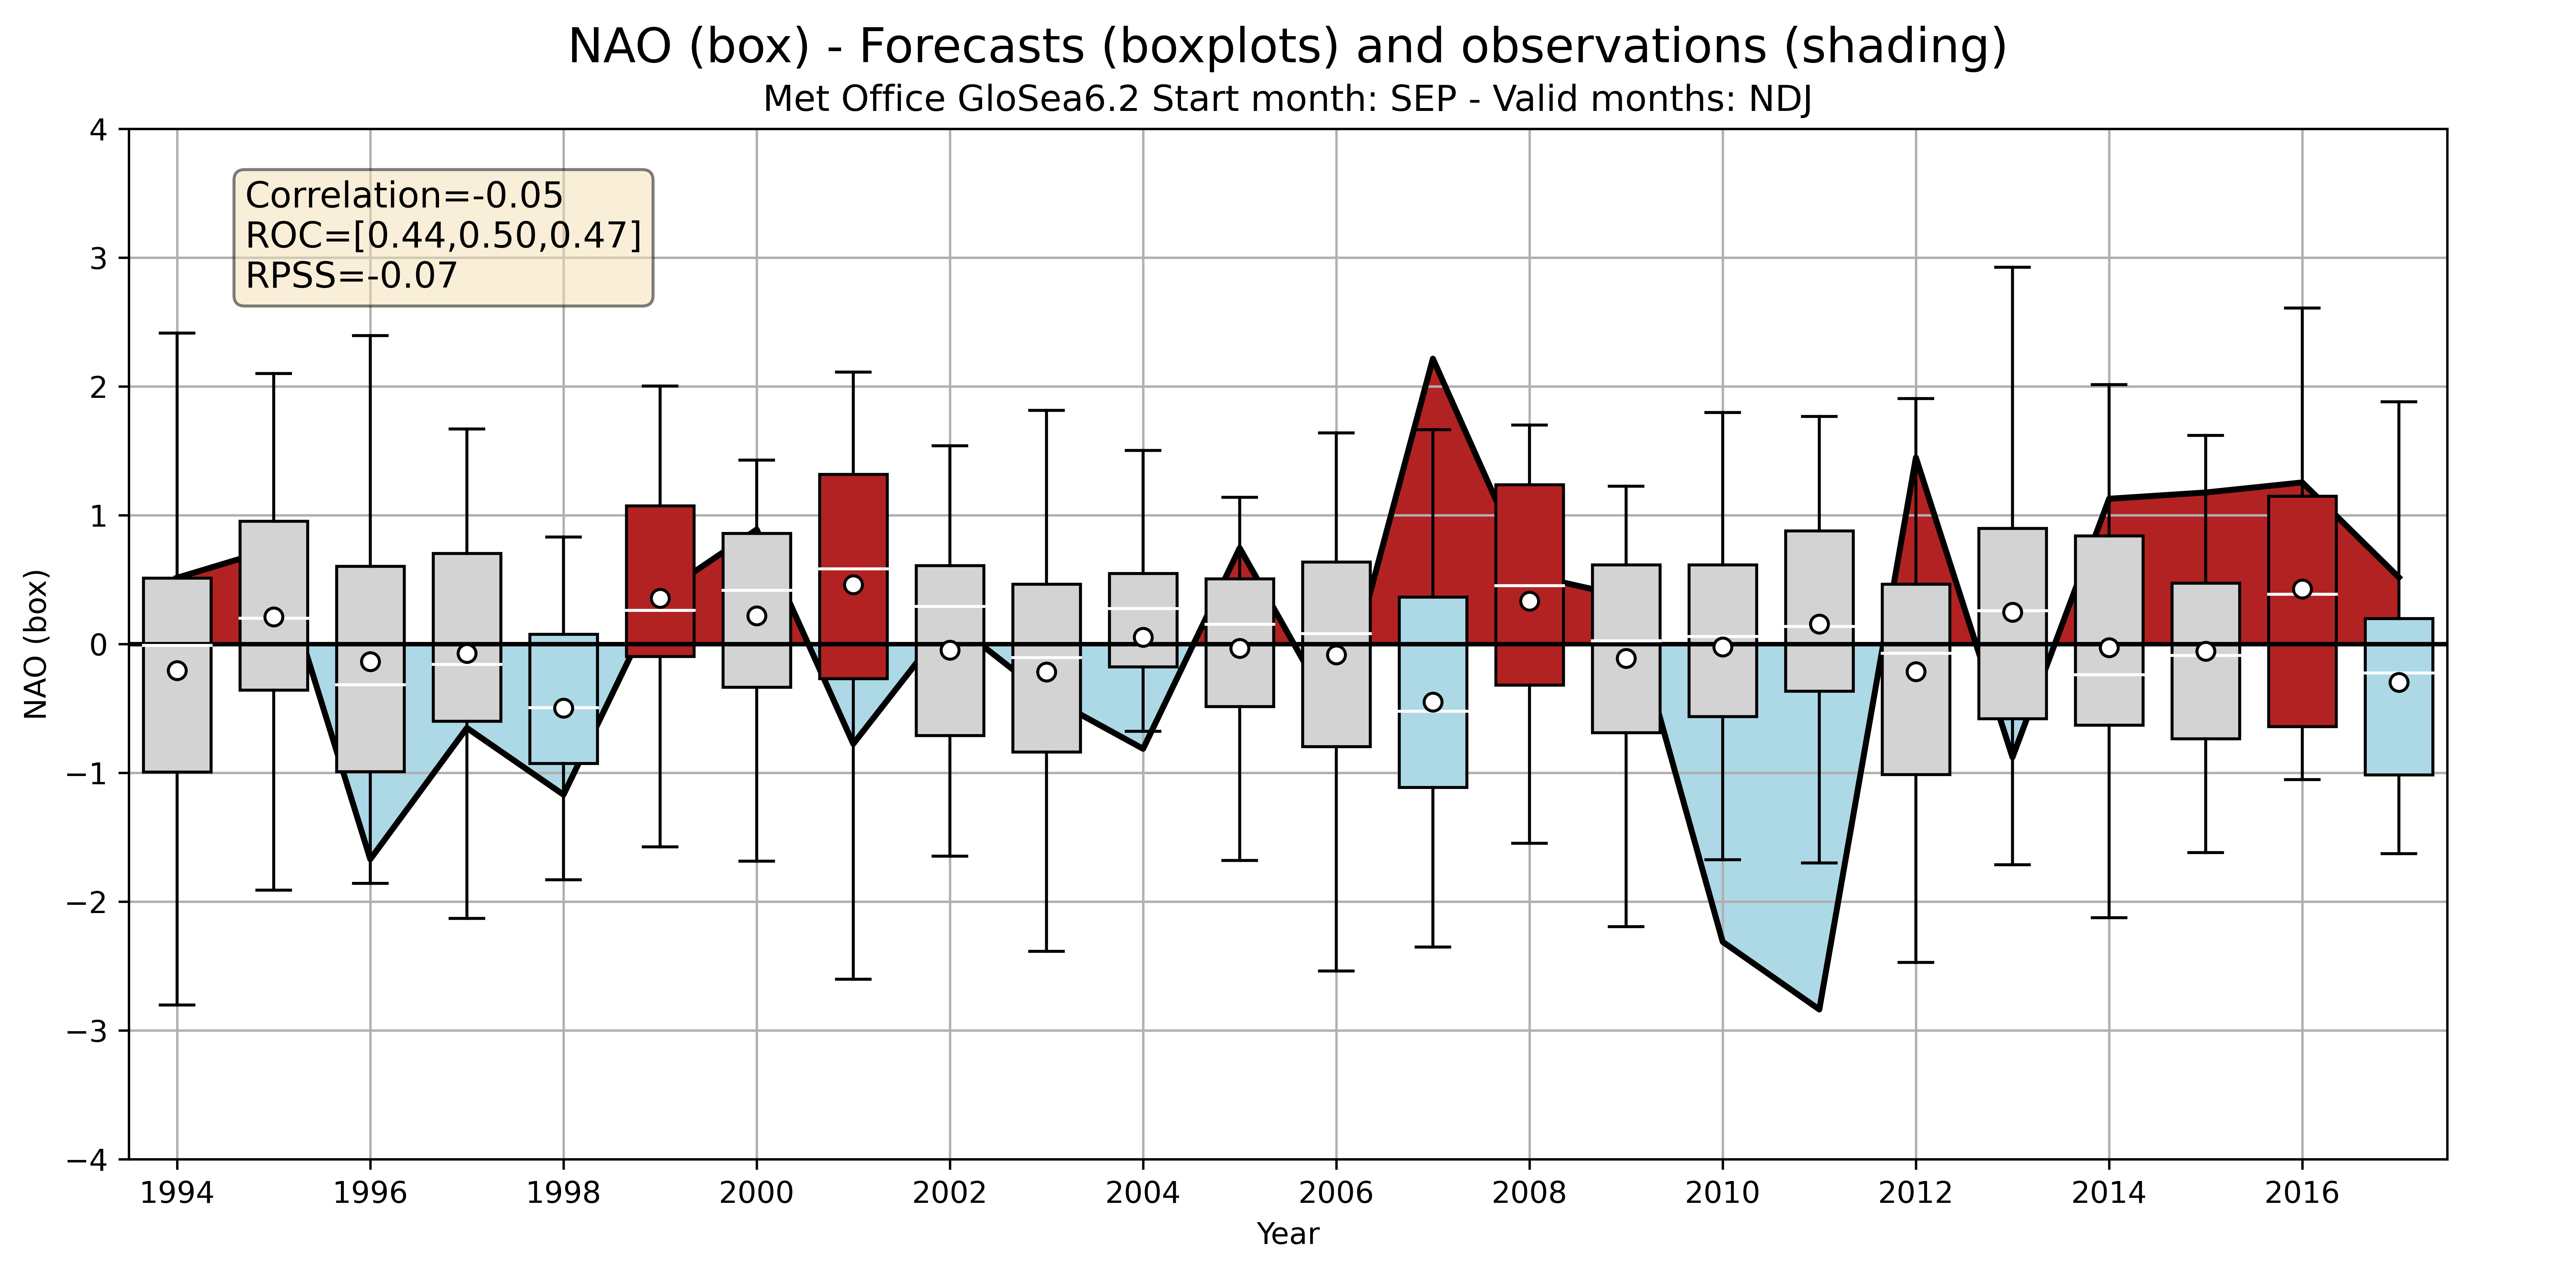 NAO (box) - Forecasts (boxplots) and observations (shading)
Met Office GloSea6.2 Start month: SEP - Valid months: NDJ
Correlation=-0.05
ROC=[0.44,0.50,0.47]
RPSS=-0.07
NAO (box)
4
3
2
1
0
−1
−2
−3
−4
1994 1996 1998 2000 2002 2004 2006 2008 2010 2012 2014 2016
Year